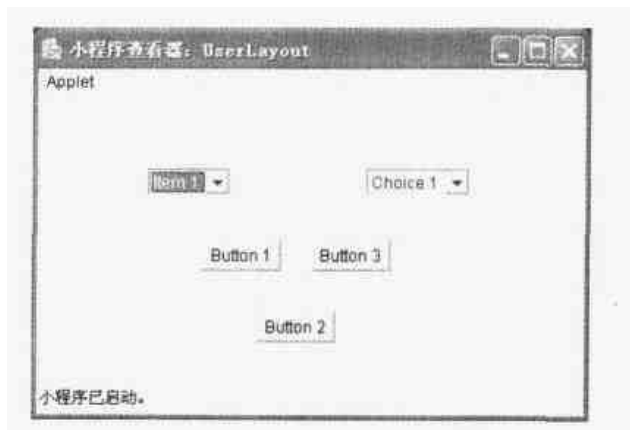 小程序查看器: UserLayout
Applet
Item 1
Choice 1
Button 1
Button 3
Button 2
小程序已启动。